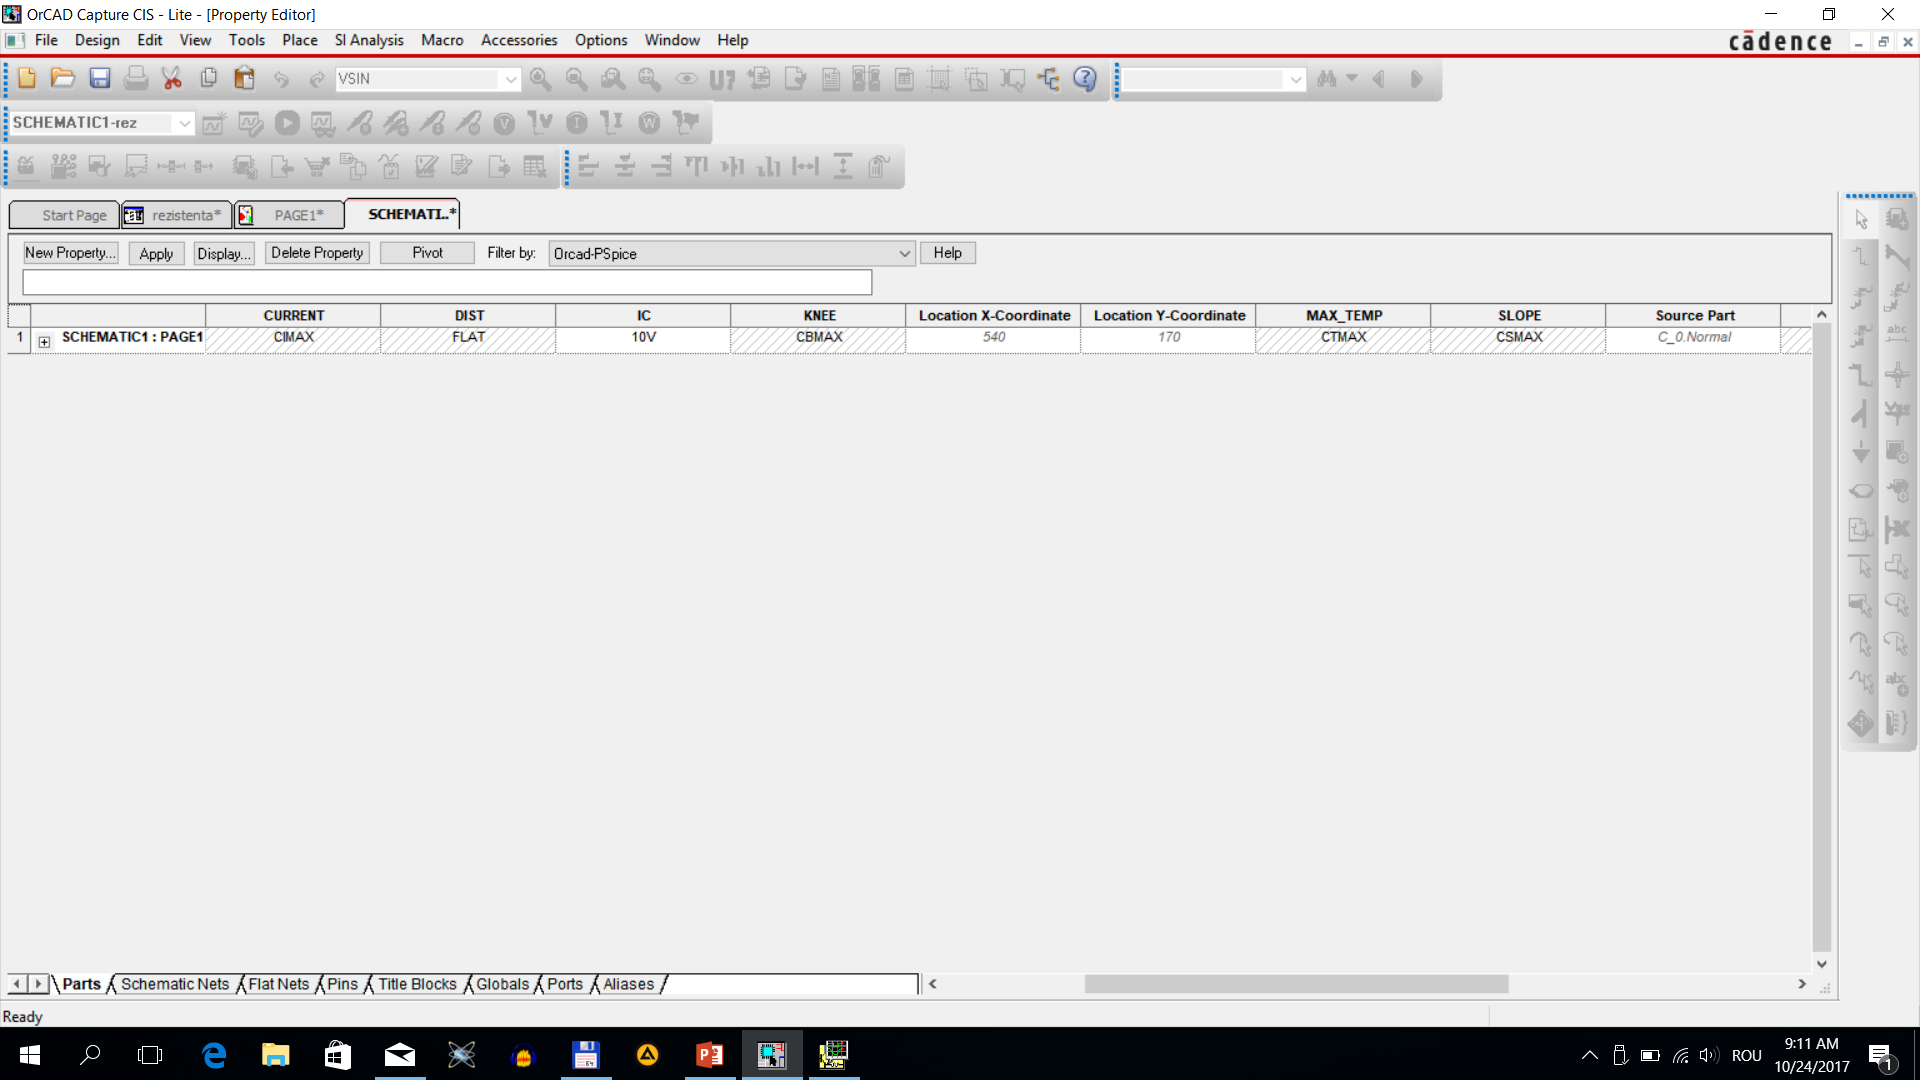 OrCAD Capture CIS - Lite - [Property Editor]
File Design Edit View Tools Place SI Analysis Macro Accessories Options Window Help
cādence
VSIN
U?
SCHEMATIC1-rez
V V I I W
Start Page rezistenta* PAGE1* SCHEMATI..*
New Property... Apply Display... Delete Property Pivot Filter by: Orcad-PSpice Help
CURRENT DIST IC KNEE Location X-Coordinate Location Y-Coordinate MAX_TEMP SLOPE Source Part
1 SCHEMATIC1 : PAGE1 CIMAX FLAT 10V CBMAX 540 170 CTMAX CSMAX C_0.Normal
abc
abc
Parts Schematic Nets Flat Nets Pins Title Blocks Globals Ports Aliases
Ready
ROU
9:11 AM
10/24/2017
1